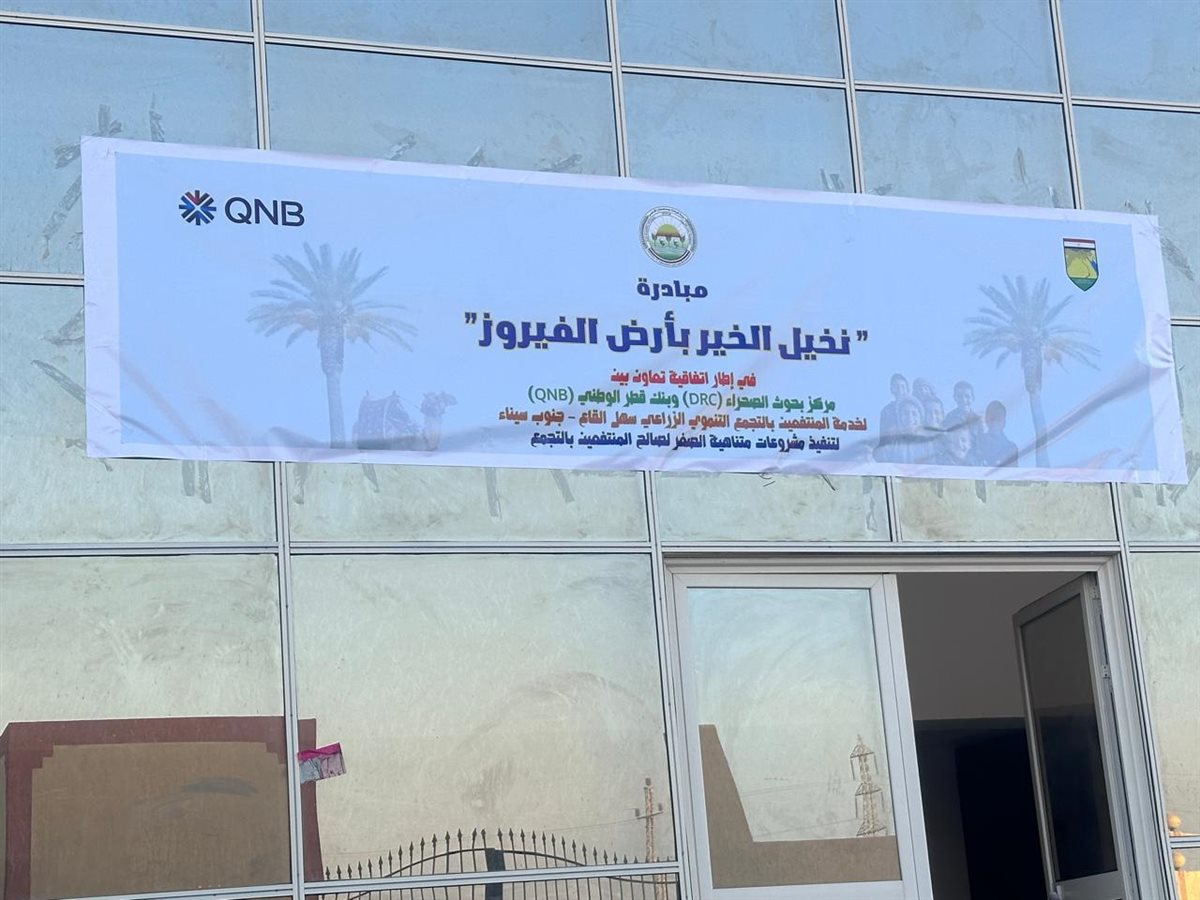 QNB
مبادرة
" نخيل الخير بأرض الفيروز"
في إطار اتفاقية تعاون بين
مركز بحوث الصحراء (DRC) وبنك قطر الوطني (QNB)
لخدمة المنتفعين بالتجمع التنموي الزراعي سهل القاع - جنوب سيناء
لتنفيذ مشروعات متناهية الصغر لصالح المنتفعين بالتجمع